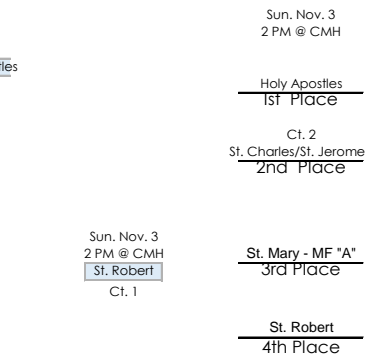 Sun. Nov. 3
2 PM @ CMH
Holy Apostles
1st Place
Ct. 2
St. Charles/St. Jerome
2nd Place
Sun. Nov. 3
2 PM @ CMH
St. Robert
Ct. 1
St. Mary - MF "A"
3rd Place
St. Robert
4th Place